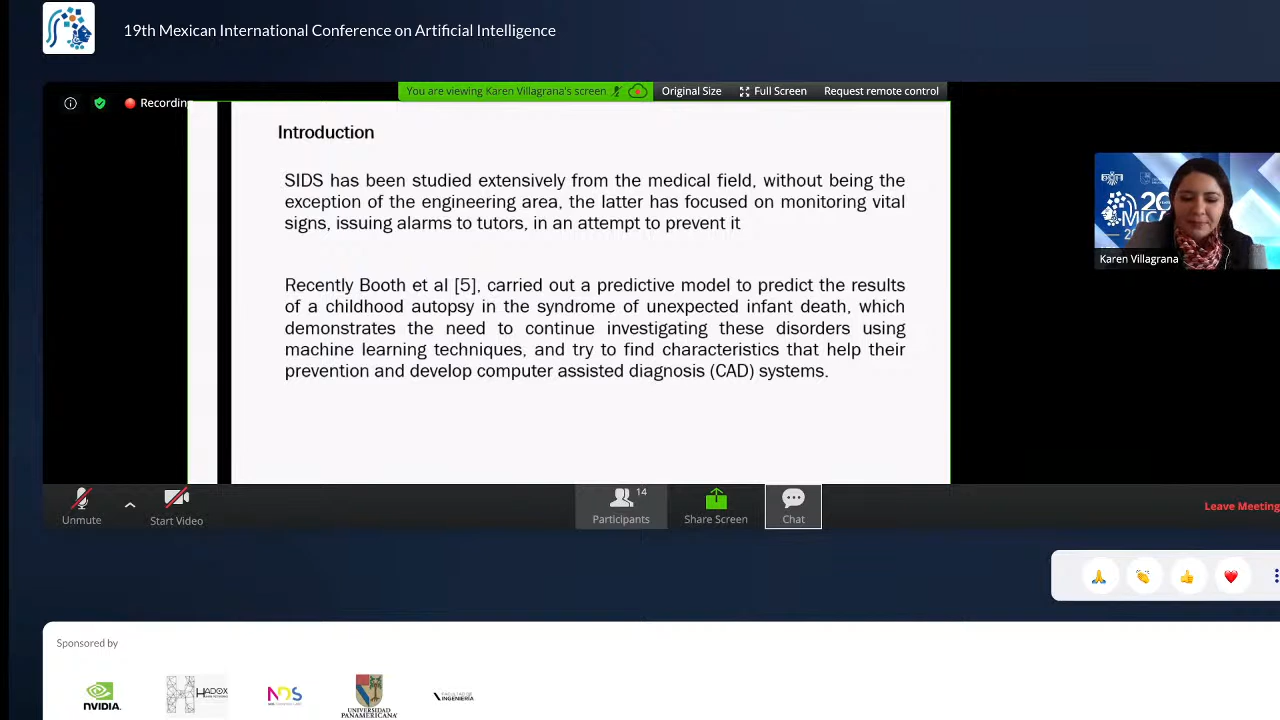 19th Mexican International Conference on Artificial Intelligence
You are viewing Karen Villagrana's screen
Original Size
Full Screen
Request remote control
Recording
Introduction
SIDS has been studied extensively from the medical field, without being the
exception of the engineering area, the latter has focused on monitoring vital
signs, issuing alarms to tutors, in an attempt to prevent it
Recently Booth et al [5], carried out a predictive model to predict the results
of a childhood autopsy in the syndrome of unexpected infant death, which
demonstrates the need to continue investigating these disorders using
machine learning techniques, and try to find characteristics that help their
prevention and develop computer assisted diagnosis (CAD) systems.
Karen Villagrana
Unmute
Start Video
14
Participants
Share Screen
Chat
Leave Meeting
Sponsored by
NVIDIA.
HADOX
NDS
UNIVERSIDAD
PANAMERICANA
FACULTAD DE
INGENIERÍA